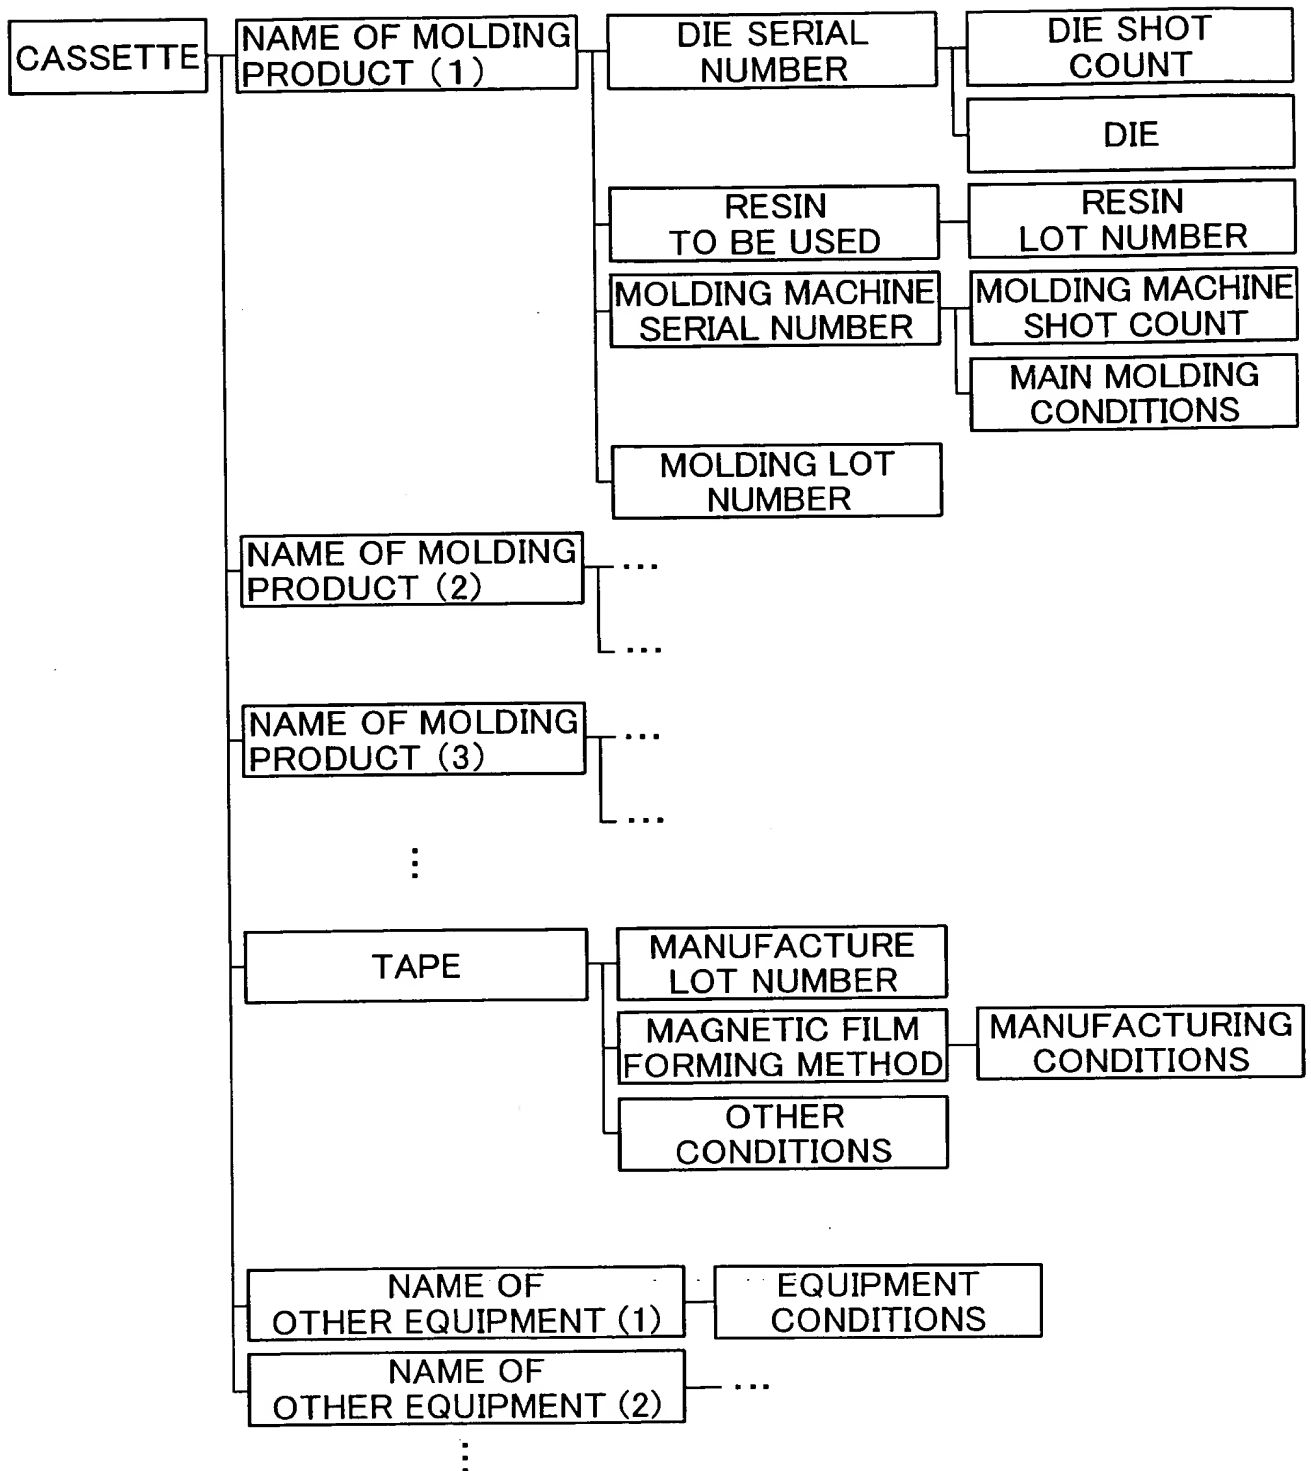 CASSETTE
NAME OF MOLDING
PRODUCT (1)
DIE SERIAL
NUMBER
DIE SHOT
COUNT
DIE
RESIN
TO BE USED
RESIN
LOT NUMBER
MOLDING MACHINE
SERIAL NUMBER
MOLDING MACHINE
SHOT COUNT
MAIN MOLDING
CONDITIONS
MOLDING LOT
NUMBER
NAME OF MOLDING
PRODUCT (2)
...
...
NAME OF MOLDING
PRODUCT (3)
...
...
⋮
TAPE
MANUFACTURE
LOT NUMBER
MAGNETIC FILM
FORMING METHOD
MANUFACTURING
CONDITIONS
OTHER
CONDITIONS
NAME OF
OTHER EQUIPMENT (1)
EQUIPMENT
CONDITIONS
NAME OF
OTHER EQUIPMENT (2)
...
⋮